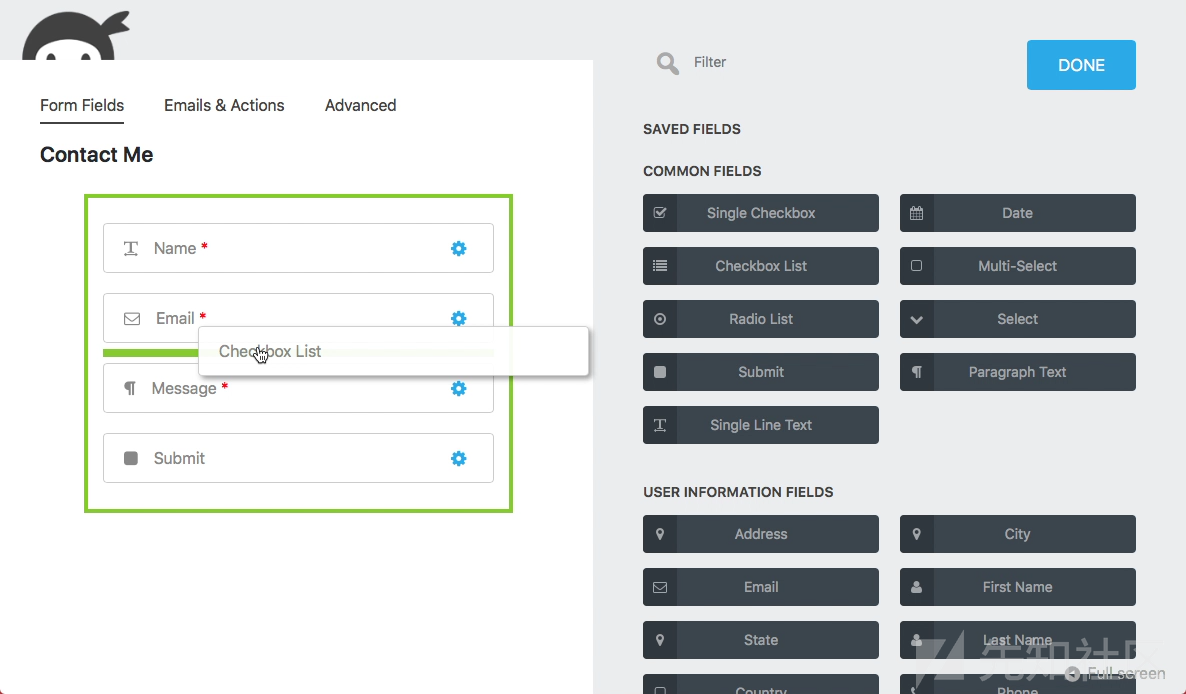 Filter
DONE
Form Fields
Emails & Actions
Advanced
Contact Me
Name *
Email *
Checkbox List
Message *
Submit
SAVED FIELDS
COMMON FIELDS
Single Checkbox
Date
Checkbox List
Multi-Select
Radio List
Select
Submit
Paragraph Text
Single Line Text
USER INFORMATION FIELDS
Address
City
Email
First Name
State
Last Name
Country
Phone
先知社区
Full screen